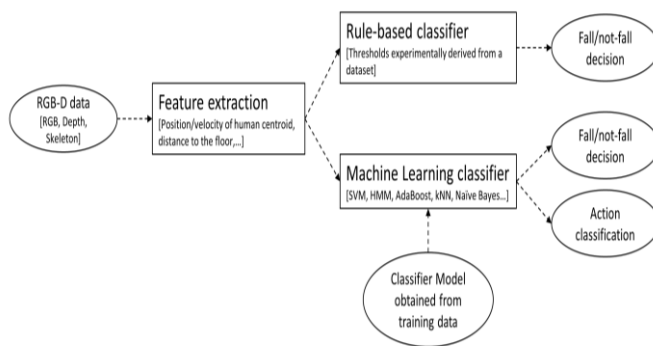 RGB-D data
[RGB, Depth,
Skeleton]
Feature extraction
[Position/velocity of human centroid,
distance to the floor,...]
Rule-based classifier
[Thresholds experimentally derived from a
dataset]
Fall/not-fall
decision
Machine Learning classifier
[SVM, HMM, AdaBoost, kNN, Naïve Bayes...]
Fall/not-fall
decision
Action
classification
Classifier Model
obtained from
training data